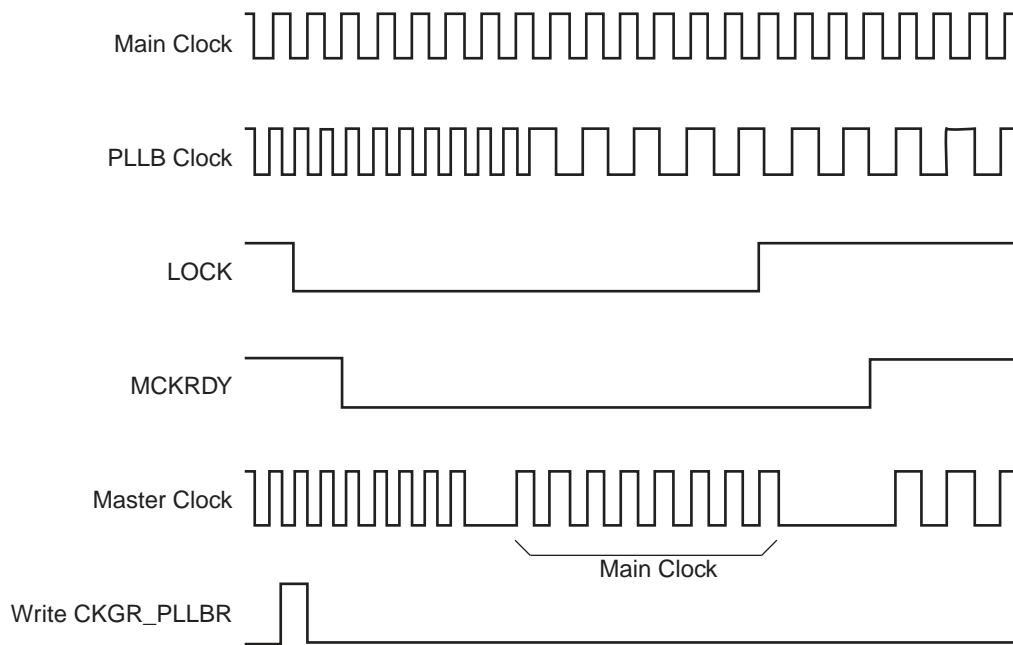 Main Clock
PLLB Clock
LOCK
MCKRDY
Master Clock
Main Clock
Write CKGR_PLLBR